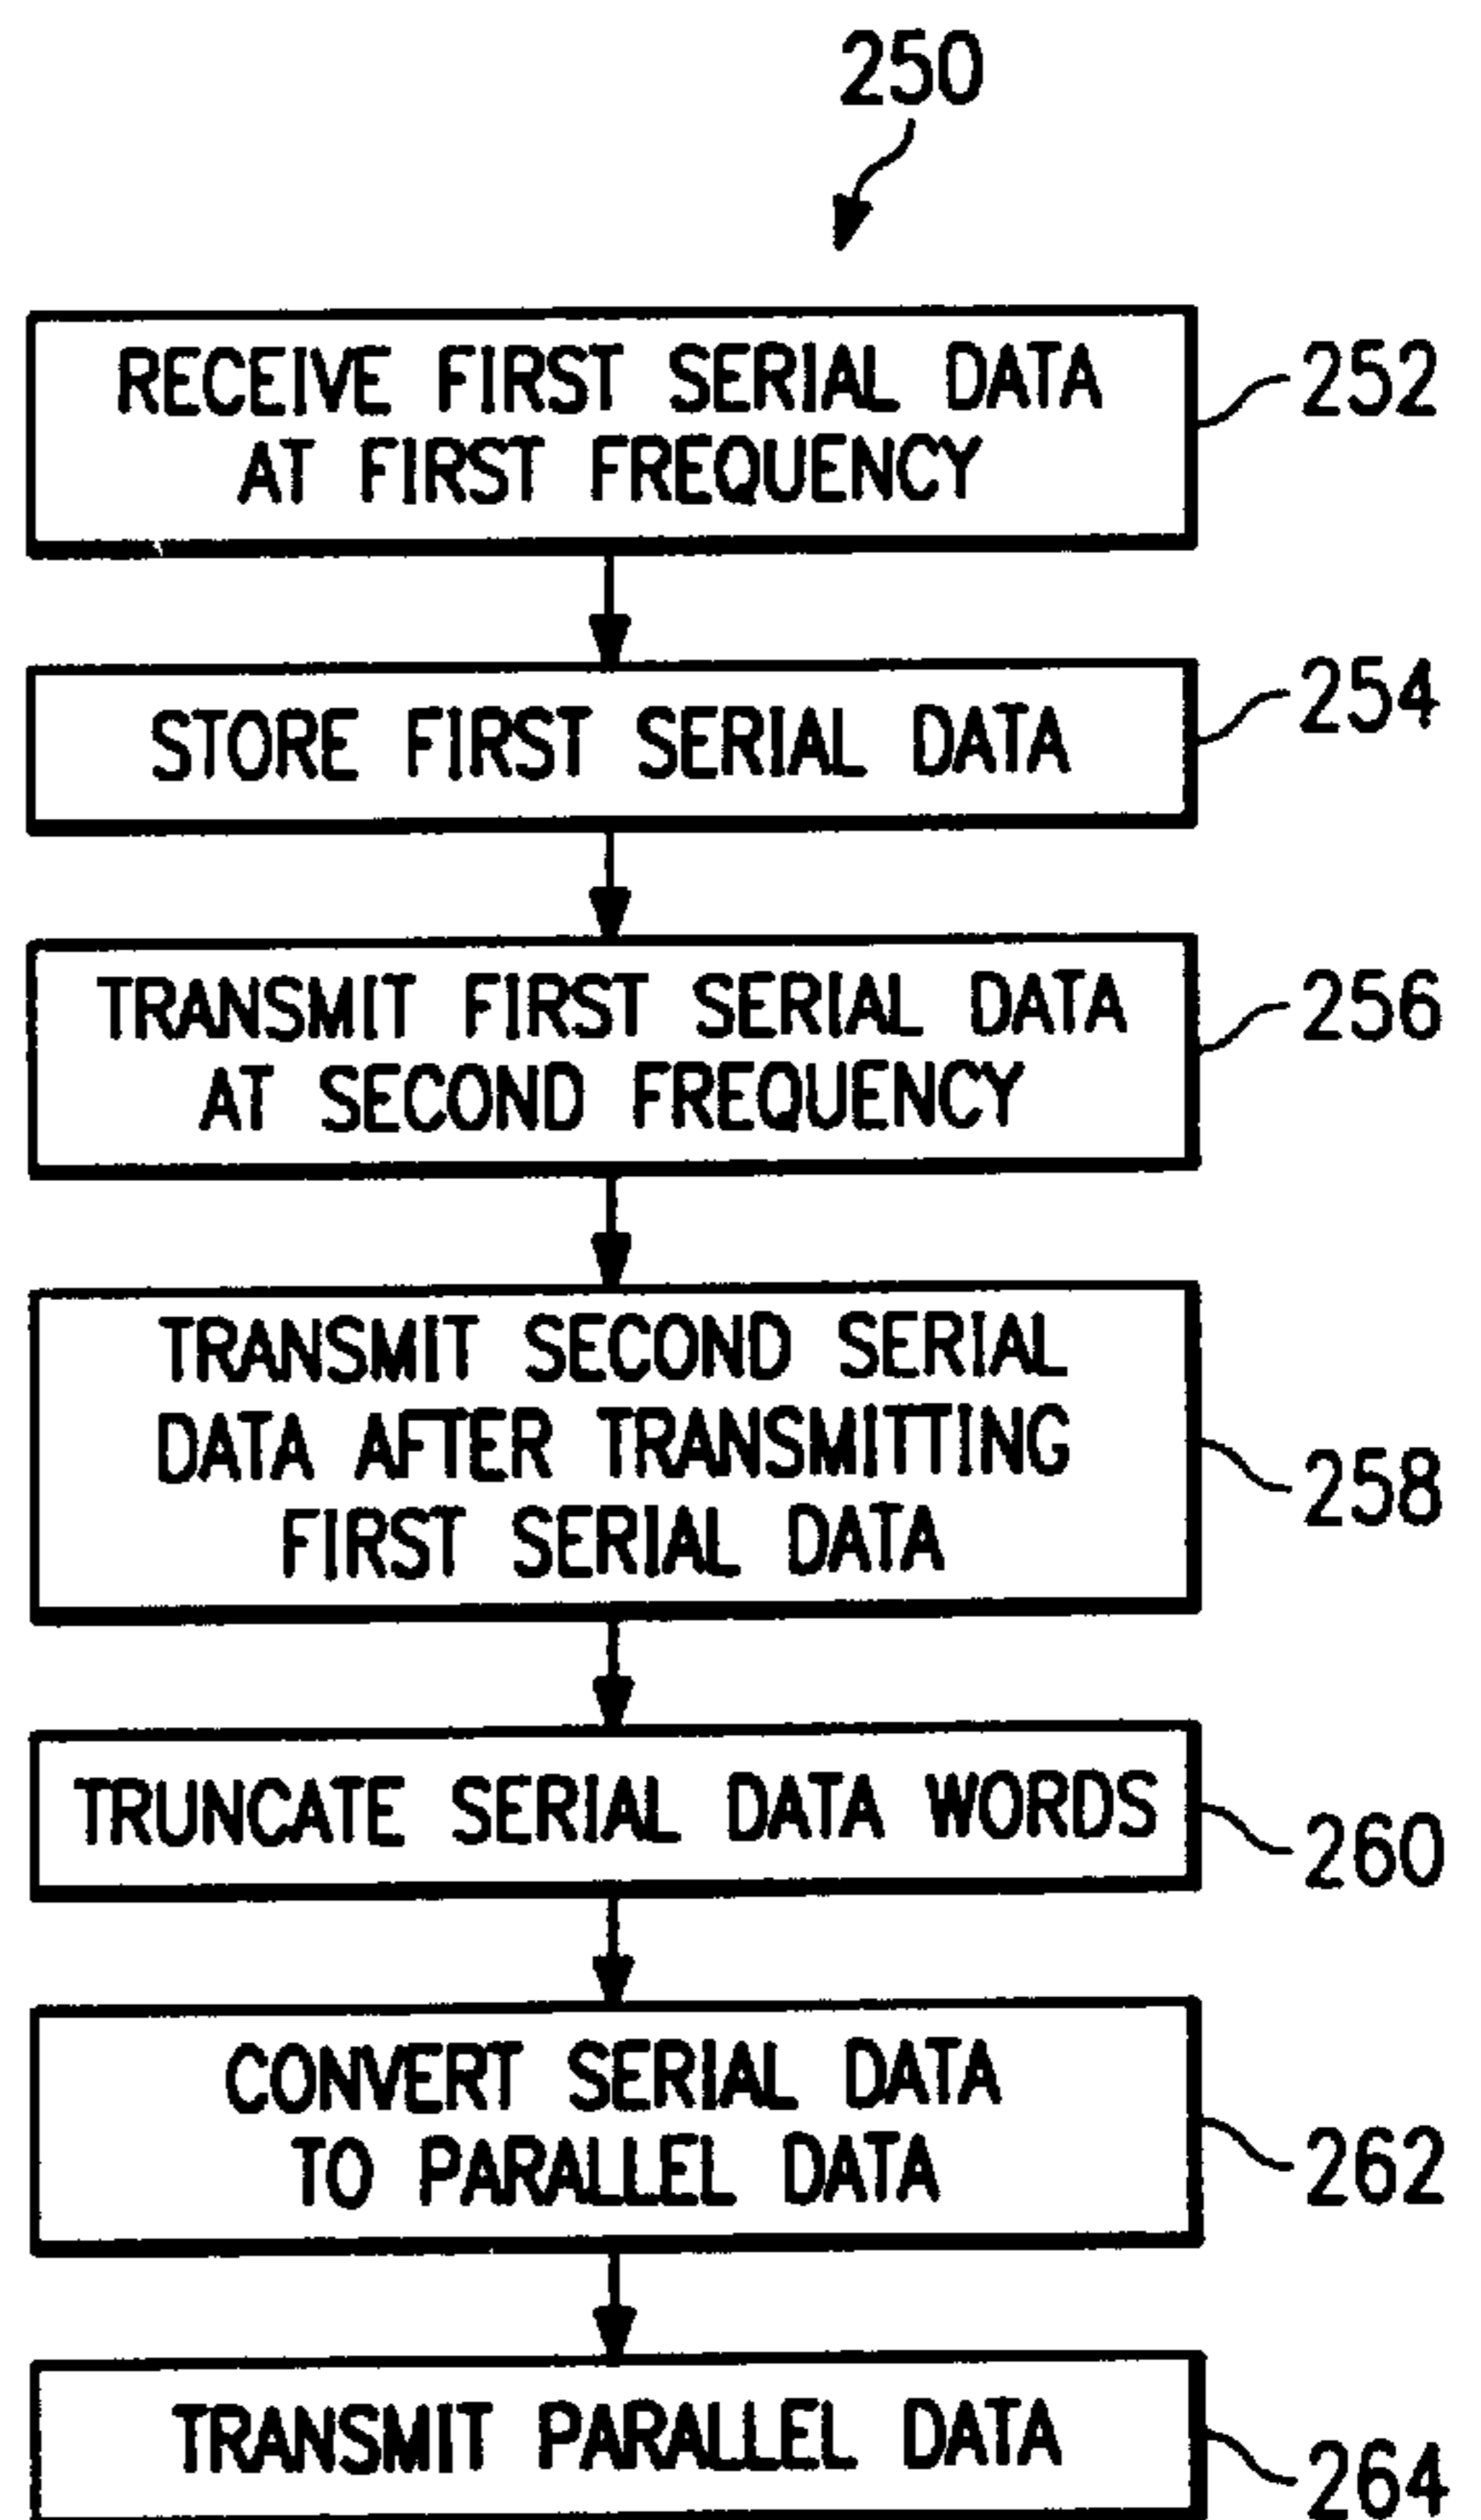 250
RECEIVE FIRST SERIAL DATA
AT FIRST FREQUENCY
252
STORE FIRST SERIAL DATA
254
TRANSMIT FIRST SERIAL DATA
AT SECOND FREQUENCY
256
TRANSMIT SECOND SERIAL
DATA AFTER TRANSMITTING
FIRST SERIAL DATA
258
TRUNCATE SERIAL DATA WORDS
260
CONVERT SERIAL DATA
TO PARALLEL DATA
262
TRANSMIT PARALLEL DATA
264